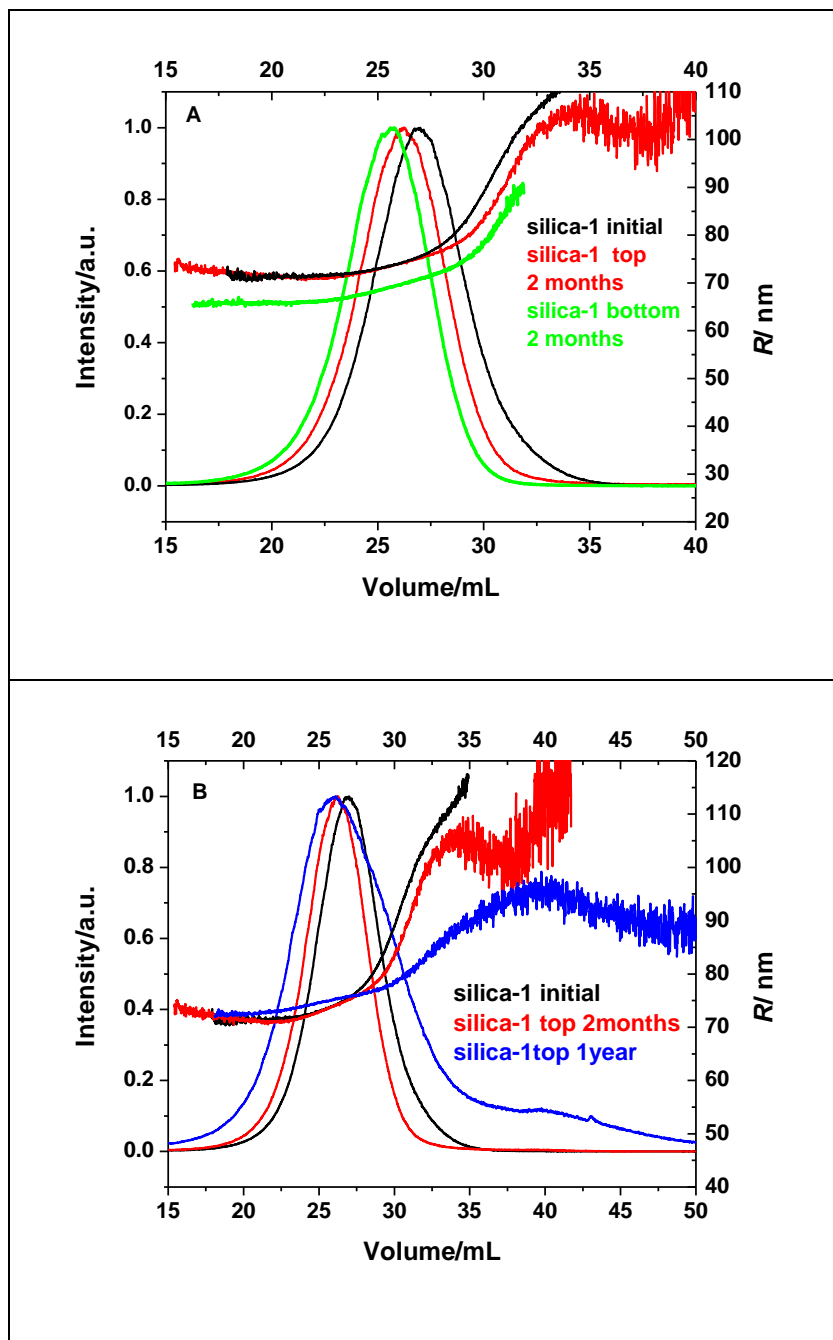 15 20 25 30 35 40
A
1.0
0.8
0.6
0.4
0.2
0.0
Intensity/a.u.
110
100
90
80
70
60
50
40
30
20
R/ nm
silica-1 initial
silica-1 top
2 months
silica-1 bottom
2 months
15 20 25 30 35 40
Volume/mL
15 20 25 30 35 40 45 50
B
1.0
0.8
0.6
0.4
0.2
0.0
Intensity/a.u.
120
110
100
90
80
70
60
50
40
R/ nm
silica-1 initial
silica-1 top 2months
silica-1top 1year
15 20 25 30 35 40 45 50
Volume/mL